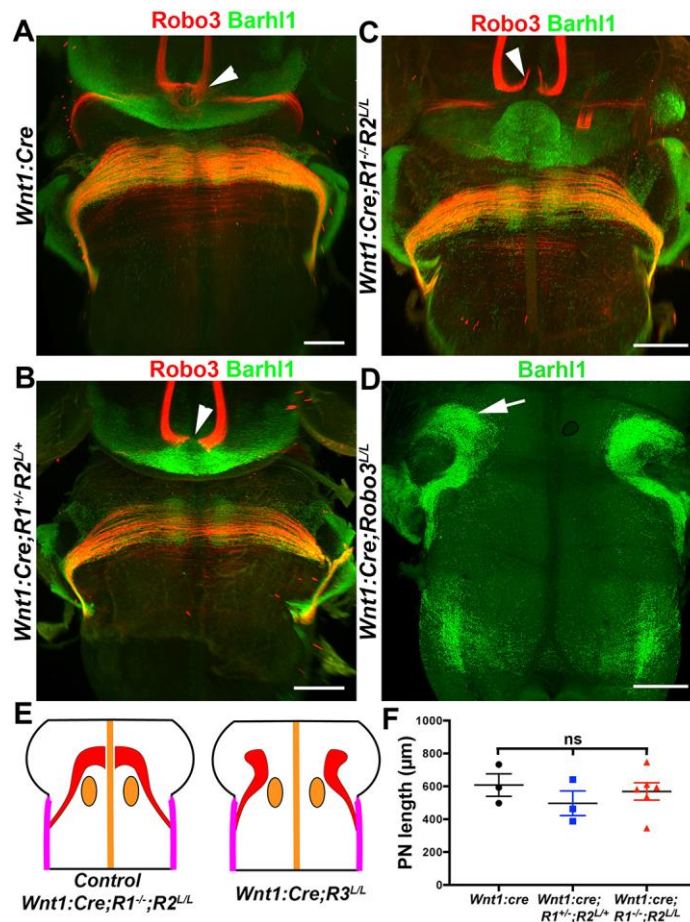 A
Robo3 Barhl1
Wnt1:Cre
C
Robo3 Barhl1
Wnt1:Cre;R1-/-R2L/L
B
Robo3 Barhl1
Wnt1:Cre;R1+/-R2L/+
D
Barhl1
Wnt1:Cre;Robo3L/L
E
Control
Wnt1:Cre;R1-/-;R2L/L
Wnt1:Cre;R3L/L
F
PN length (µm)
1000
800
600
400
200
0
ns
Wnt1:cre
Wnt1:cre;
R1+/-;R2L/+
Wnt1:cre;
R1-/-;R2L/L